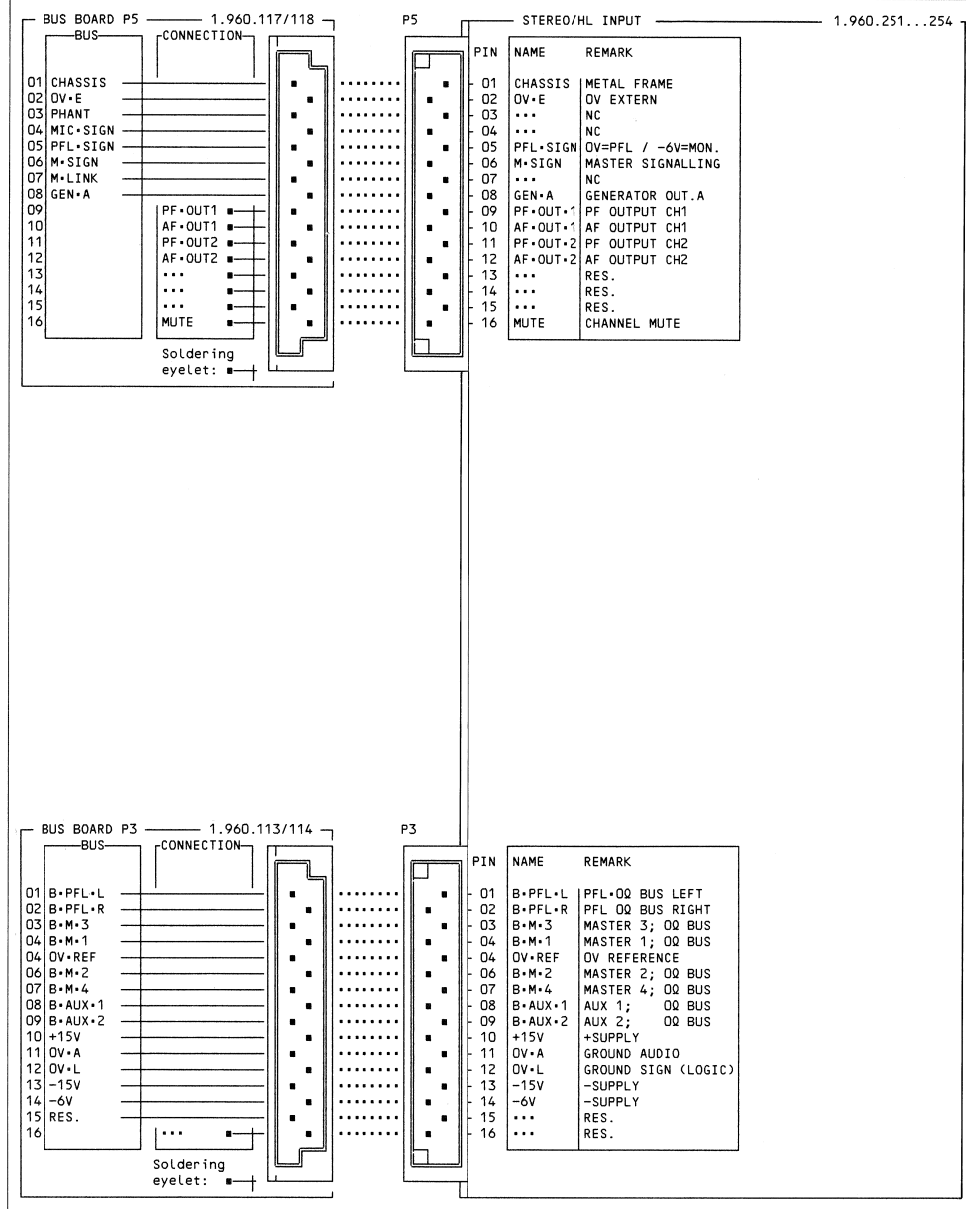 BUS BOARD P5 1.960.117/118 P5 STEREO/HL INPUT 1.960.251...254
BUS CONNECTION
PIN NAME REMARK
01 CHASSIS - 01 CHASSIS METAL FRAME
02 0V▪E - 02 0V▪E 0V EXTERN
03 PHANT - 03 ▪▪▪ NC
04 MIC▪SIGN - 04 ▪▪▪ NC
05 PFL▪SIGN - 05 PFL▪SIGN 0V=PFL / -6V=MON.
06 M▪SIGN - 06 M▪SIGN MASTER SIGNALLING
07 M▪LINK - 07 ▪▪▪ NC
08 GEN▪A - 08 GEN▪A GENERATOR OUT.A
09 PF▪OUT1 - 09 PF▪OUT▪1 PF OUTPUT CH1
10 AF▪OUT1 - 10 AF▪OUT▪1 AF OUTPUT CH1
11 PF▪OUT2 - 11 PF▪OUT▪2 PF OUTPUT CH2
12 AF▪OUT2 - 12 AF▪OUT▪2 AF OUTPUT CH2
13 ▪▪▪ - 13 ▪▪▪ RES.
14 ▪▪▪ - 14 ▪▪▪ RES.
15 ▪▪▪ - 15 ▪▪▪ RES.
16 MUTE - 16 MUTE CHANNEL MUTE
Soldering
eyelet:
BUS BOARD P3 1.960.113/114 P3
BUS CONNECTION
PIN NAME REMARK
01 B▪PFL▪L - 01 B▪PFL▪L PFL▪0Ω BUS LEFT
02 B▪PFL▪R - 02 B▪PFL▪R PFL 0Ω BUS RIGHT
03 B▪M▪3 - 03 B▪M▪3 MASTER 3; 0Ω BUS
04 B▪M▪1 - 04 B▪M▪1 MASTER 1; 0Ω BUS
04 0V▪REF - 04 0V▪REF 0V REFERENCE
06 B▪M▪2 - 06 B▪M▪2 MASTER 2; 0Ω BUS
07 B▪M▪4 - 07 B▪M▪4 MASTER 4; 0Ω BUS
08 B▪AUX▪1 - 08 B▪AUX▪1 AUX 1; 0Ω BUS
09 B▪AUX▪2 - 09 B▪AUX▪2 AUX 2; 0Ω BUS
10 +15V - 10 +15V +SUPPLY
11 0V▪A - 11 0V▪A GROUND AUDIO
12 0V▪L - 12 0V▪L GROUND SIGN (LOGIC)
13 -15V - 13 -15V -SUPPLY
14 -6V - 14 -6V -SUPPLY
15 RES. - 15 ▪▪▪ RES.
16 ▪▪▪ - 16 ▪▪▪ RES.
Soldering
eyelet: